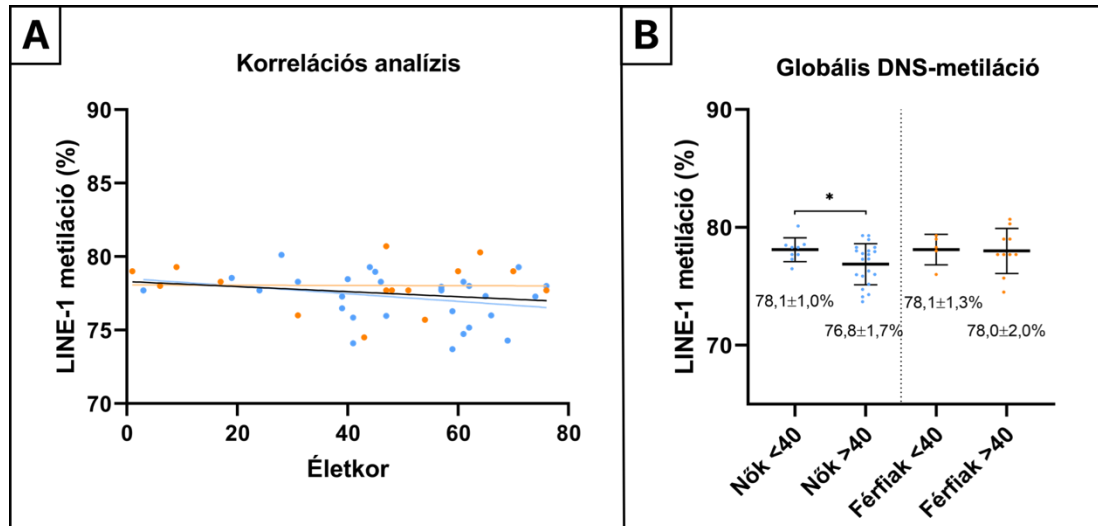 A
Korrelációs analízis
LINE-1 metiláció (%)
90
85
80
75
70
0
20
40
60
80
Életkor
B
Globális DNS-metiláció
LINE-1 metiláció (%)
90
80
70
*
78,1±1,0%
76,8±1,7%
78,1±1,3%
78,0±2,0%
Nők <40
Nők >40
Férfiak <40
Férfiak >40